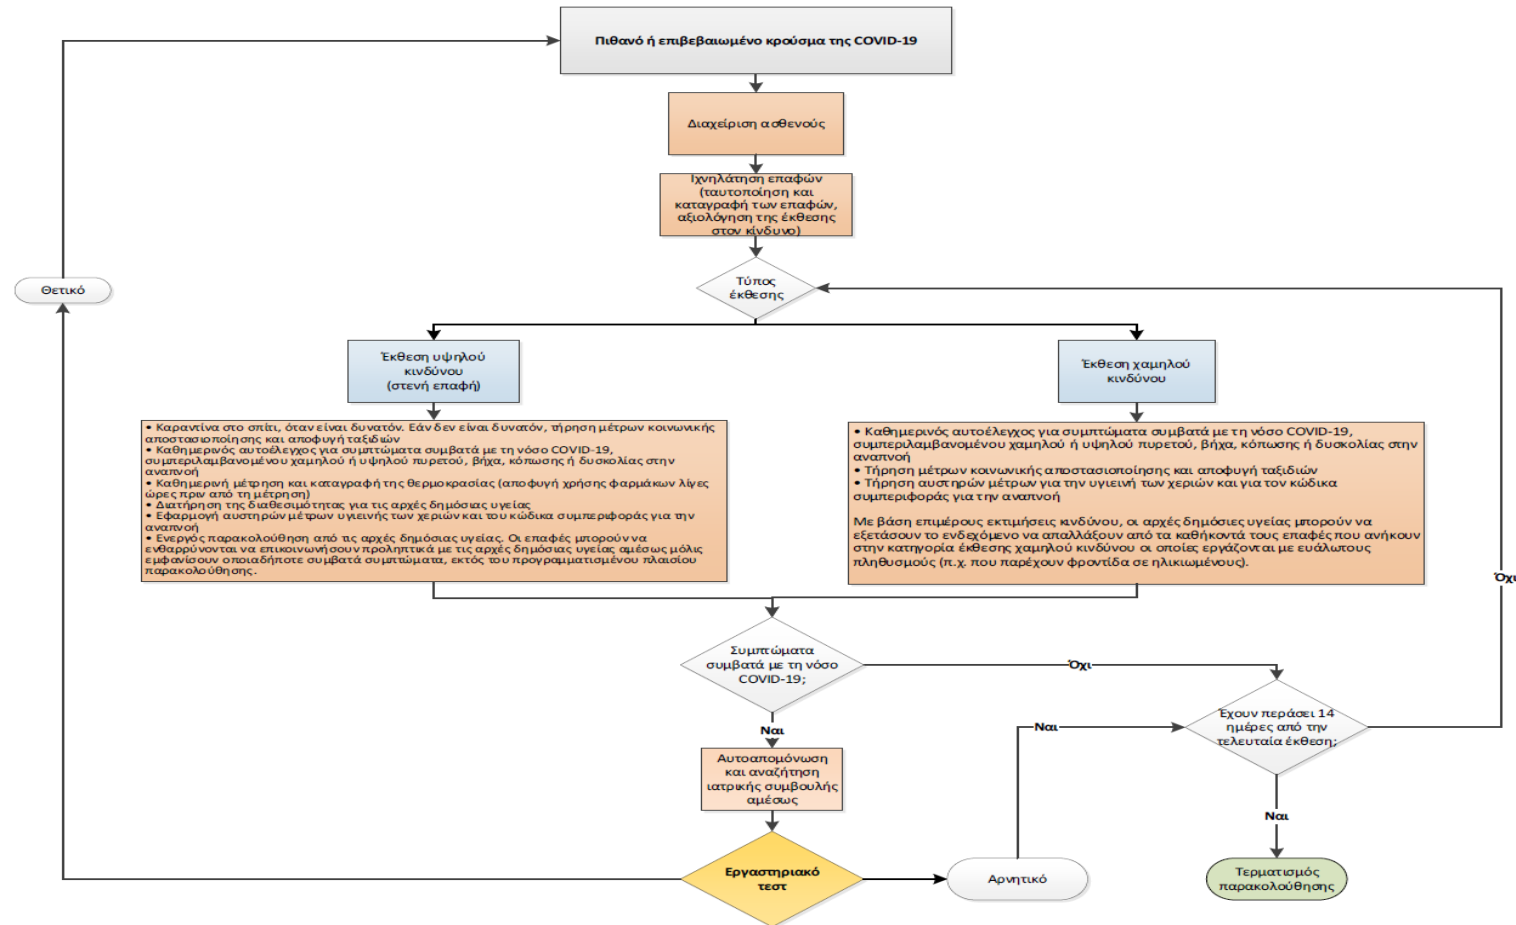 Πιθανό ή επιβεβαιωμένο κρούσμα της COVID-19
Διαχείριση ασθενούς
Ιχνηλάτηση επαφών
(ταυτοποίηση και
καταγραφή των επαφών,
αξιολόγηση της έκθεσης
στον κίνδυνο)
Θετικό
Τύπος
έκθεσης
Έκθεση υψηλού
κινδύνου
(στενή επαφή)
Έκθεση χαμηλού
κινδύνου
• Καραντίνα στο σπίτι, όταν είναι δυνατόν. Εάν δεν είναι δυνατόν, τήρηση μέτρων κοινωνικής
αποστασιοποίησης και αποφυγή ταξιδιών
• Καθημερινός αυτοέλεγχος για συμπτώματα συμβατά με τη νόσο COVID-19,
συμπεριλαμβανομένου χαμηλού ή υψηλού πυρετού, βήχα, κόπωσης ή δυσκολίας στην
αναπνοή
• Καθημερινή μέτρηση και καταγραφή της θερμοκρασίας (αποφυγή χρήσης φαρμάκων λίγες
ώρες πριν από τη μέτρηση)
• Διατήρηση της διαθεσιμότητας για τις αρχές δημόσιας υγείας
• Εφαρμογή αυστηρών μέτρων υγιεινής των χεριών και του κώδικα συμπεριφοράς για την
αναπνοή
• Ενεργός παρακολούθηση από τις αρχές δημόσιας υγείας. Οι επαφές μπορούν να
ενθαρρύνονται να επικοινωνήσουν προληπτικά με τις αρχές δημόσιας υγείας αμέσως μόλις
εμφανίσουν οποιαδήποτε συμβατά συμπτώματα, εκτός του προγραμματισμένου πλαισίου
παρακολούθησης.
• Καθημερινός αυτοέλεγχος για συμπτώματα συμβατά με τη νόσο COVID-19,
συμπεριλαμβανομένου χαμηλού ή υψηλού πυρετού, βήχα, κόπωσης ή δυσκολίας στην
αναπνοή
• Τήρηση μέτρων κοινωνικής αποστασιοποίησης και αποφυγή ταξιδιών
• Τήρηση αυστηρών μέτρων για την υγιεινή των χεριών και για τον κώδικα
συμπεριφοράς για την αναπνοή
Με βάση επιμέρους εκτιμήσεις κινδύνου, οι αρχές δημόσιες υγείας μπορούν να
εξετάσουν το ενδεχόμενο να απαλλάξουν από τα καθήκοντά τους επαφές που ανήκουν
στην κατηγορία έκθεσης χαμηλού κινδύνου οι οποίες εργάζονται με ευάλωτους
πληθυσμούς (π.χ. που παρέχουν φροντίδα σε ηλικιωμένους).
Όχι
Συμπτώματα
συμβατά με τη νόσο
COVID-19;
Όχι
Ναι
Έχουν περάσει 14
ημέρες από την
τελευταία έκθεση;
Ναι
Αυτοαπομόνωση
και αναζήτηση
ιατρικής συμβουλής
αμέσως
Ναι
Εργαστηριακό
τεστ
Αρνητικό
Τερματισμός
παρακολούθησης